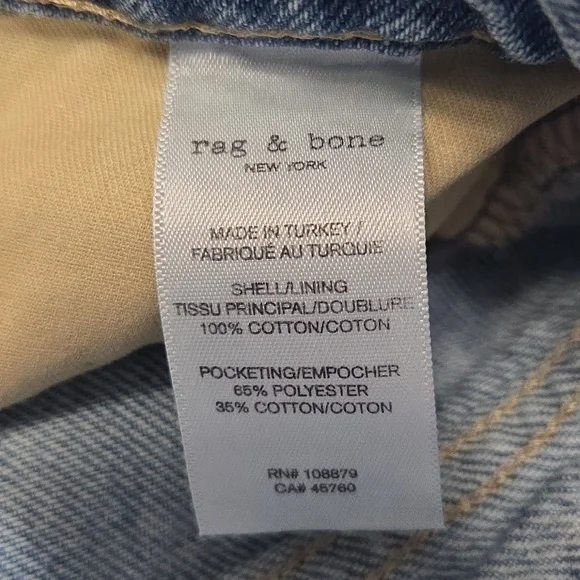 rag & bone
NEW YORK
MADE IN TURKEY /
FABRIQUÉ AU TURQUIE
SHELL/LINING
TISSU PRINCIPAL/DOUBLURE
100% COTTON/COTON
POCKETING/EMPOCHER
65% POLYESTER
35% COTTON/COTON
RN# 108879
CA# 45760